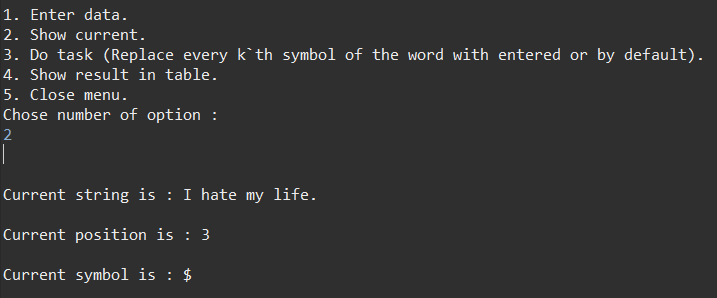 1. Enter data.
2. Show current.
3. Do task (Replace every k`th symbol of the word with entered or by default).
4. Show result in table.
5. Close menu.
Chose number of option :
2
Current string is : I hate my life.
Current position is : 3
Current symbol is : $